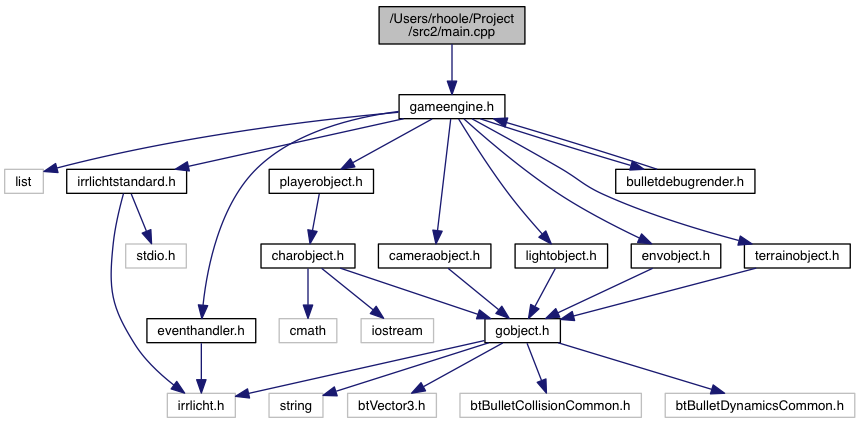 /Users/rhoole/Project
/src2/main.cpp
gameengine.h
list
irrlichtstandard.h
playerobject.h
bulletdebugrender.h
stdio.h
charobject.h
cameraobject.h
lightobject.h
envobject.h
terrainobject.h
eventhandler.h
cmath
iostream
gobject.h
irrlicht.h
string
btVector3.h
btBulletCollisionCommon.h
btBulletDynamicsCommon.h